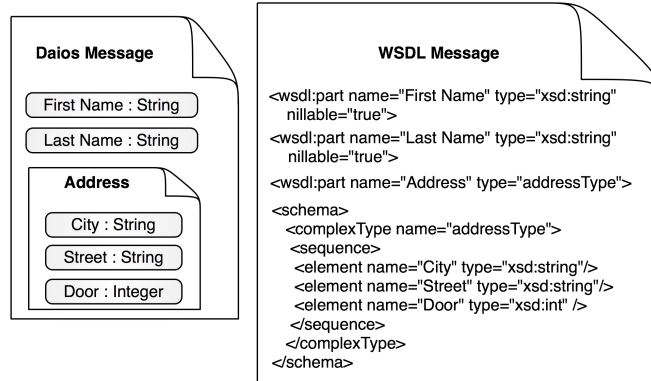 Daios Message
First Name : String
Last Name : String
Address
City : String
Street : String
Door : Integer
WSDL Message
<wsdl:part name="First Name" type="xsd:string"
nillable="true">
<wsdl:part name="Last Name" type="xsd:string"
nillable="true">
<wsdl:part name="Address" type="addressType">
<schema>
<complexType name="addressType">
<sequence>
<element name="City" type="xsd:string"/>
<element name="Street" type="xsd:string"/>
<element name="Door" type="xsd:int" />
</sequence>
</complexType>
</schema>